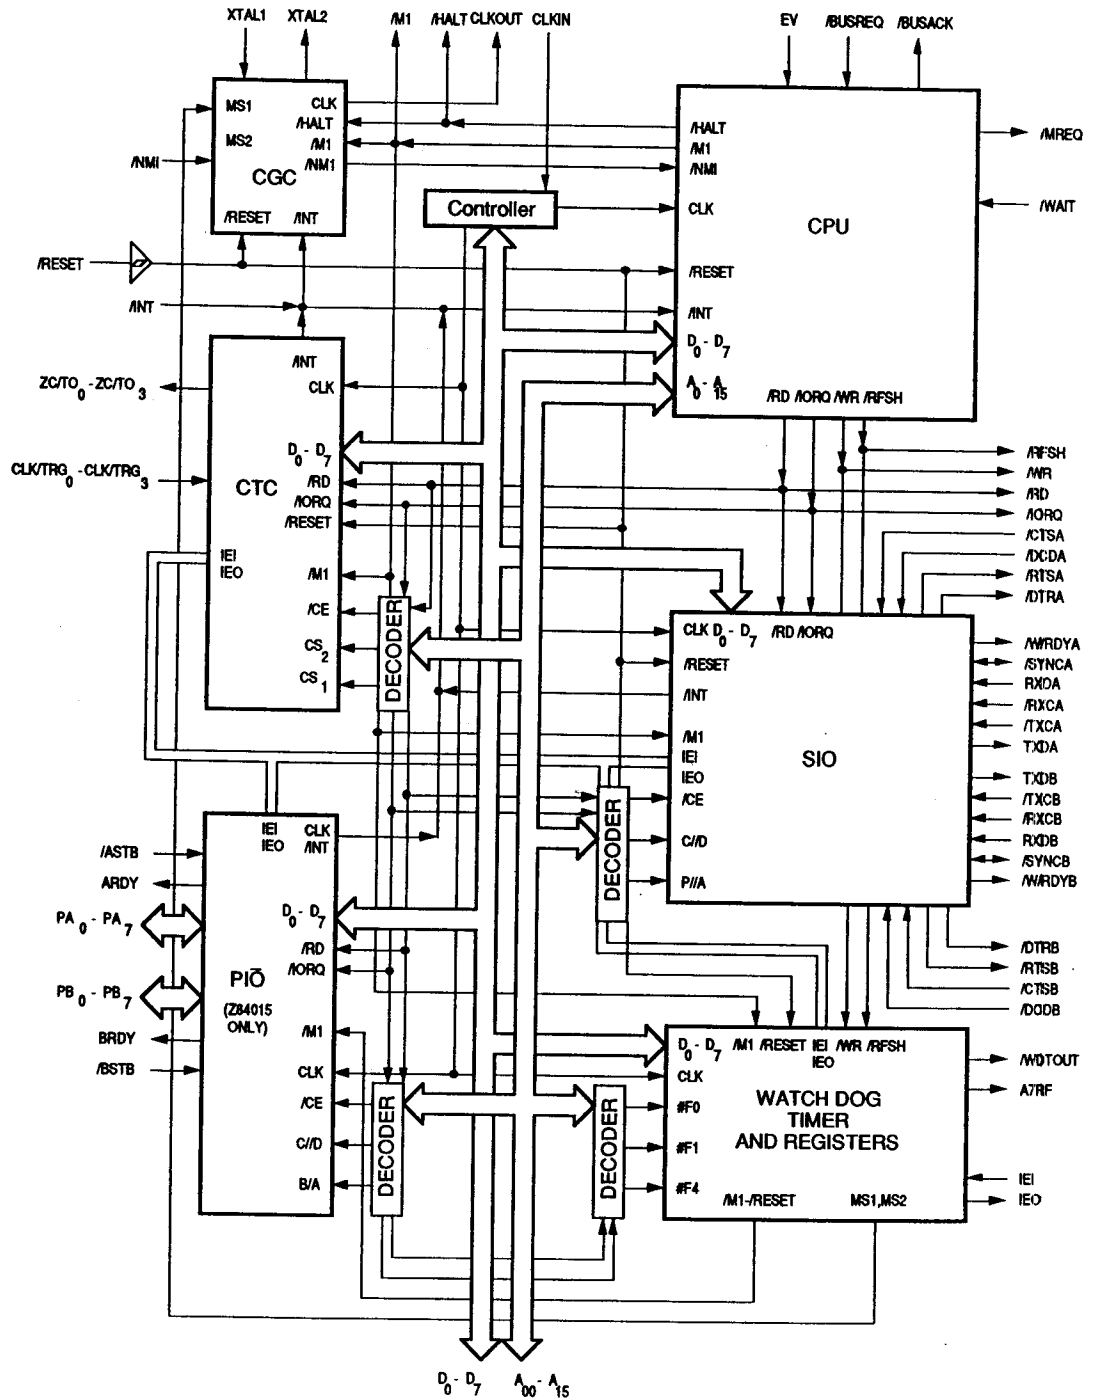 XTAL1 XTAL2 /M1 /HALT CLKOUT CLKIN EV /BUSREQ /BUSACK
MS1
MS2
CLK
/HALT
/M1
/NM1
CGC
/RESET /INT
/NMI
/RESET
/INT
Controller
/HALT
/M1
/NMI
CLK
/RESET
/INT
D0 - D7
A0 - A15
CPU
/RD /IORQ /WR /RFSH
/MREQ
/WAIT
/INT
CLK
D0 - D7
CTC
/RD
/IORQ
/RESET
IEI
IEO
/M1
/CE
CS2
CS1
ZC/TO0 - ZC/TO3
CLK/TRG0 - CLK/TRG3
DECODER
/RFSH
/WR
/RD
/IORQ
/CTSA
/DCDA
/RTSA
/DTRA
CLK D0 - D7 /RD /IORQ
/RESET
/INT
/M1
IEI
IEO
/CE
C//D
P//A
SIO
DECODER
/W/RDYA
/SYNCA
RXDA
/RXCA
/TXCA
TXDA
TXDB
/TXCB
/RXCB
RXDB
/SYNCB
/W/RDYB
/DTRB
/RTSB
/CTSB
/DODB
IEI
IEO
CLK
/INT
D0 - D7
/RD
/IORQ
PIO
(Z84015
ONLY)
/M1
CLK
/CE
C//D
B/A
/ASTB
ARDY
PA0 - PA7
PB0 - PB7
BRDY
/BSTB
DECODER
DECODER
D0 - D7 /M1 /RESET IEI /WR /RFSH
IEO
CLK
#F0
#F1
#F4
WATCH DOG
TIMER
AND REGISTERS
/M1-/RESET MS1,MS2
/WDTOUT
A7RF
IEI
IEO
D0 - D7 A00 - A15